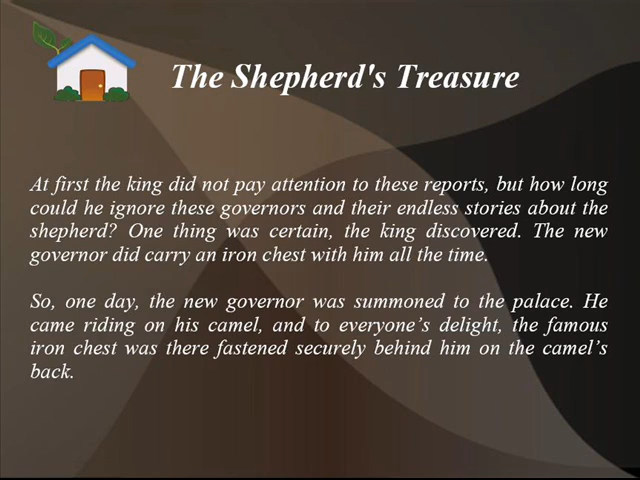 The Shepherd's Treasure
At first the king did not pay attention to these reports, but how long
could he ignore these governors and their endless stories about the
shepherd? One thing was certain, the king discovered. The new
governor did carry an iron chest with him all the time.
So, one day, the new governor was summoned to the palace. He
came riding on his camel, and to everyone’s delight, the famous
iron chest was there fastened securely behind him on the camel’s
back.